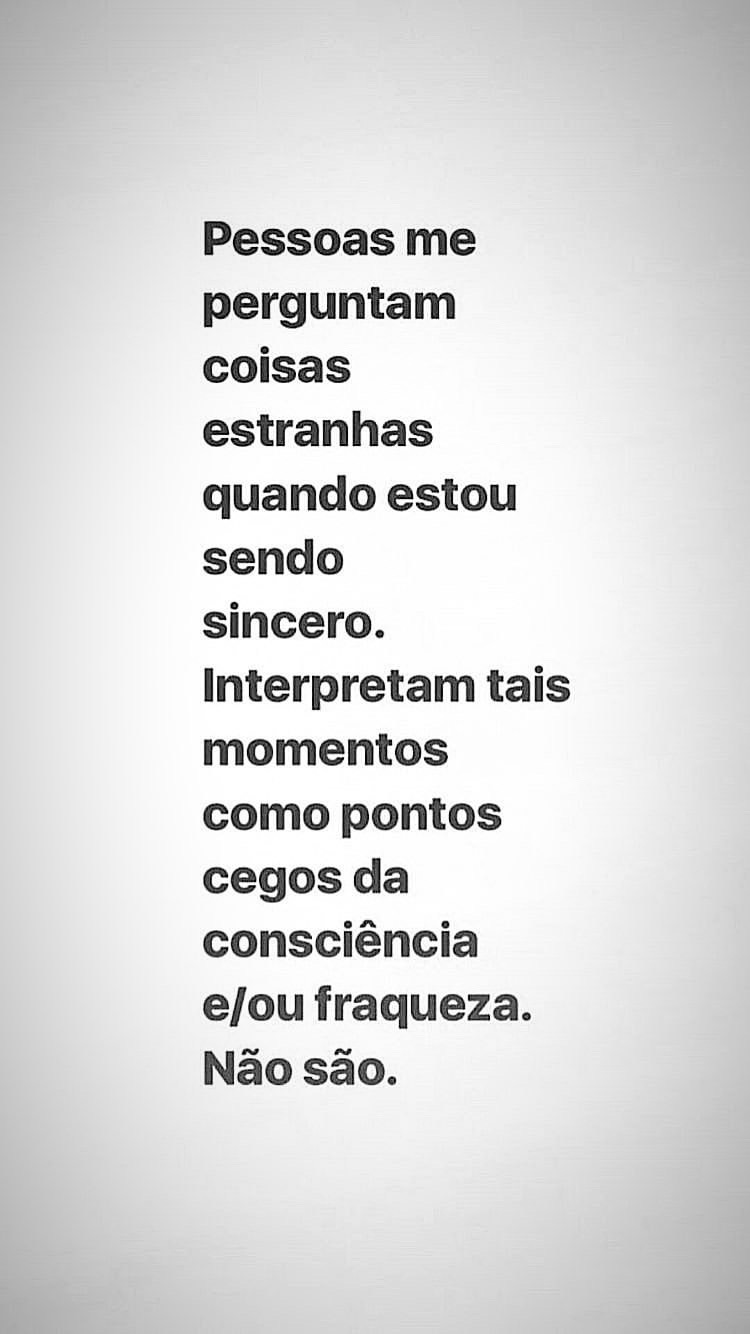 Pessoas me
perguntam
coisas
estranhas
quando estou
sendo
sincero.
Interpretam tais
momentos
como pontos
cegos da
consciência
e/ou fraqueza.
Não são.